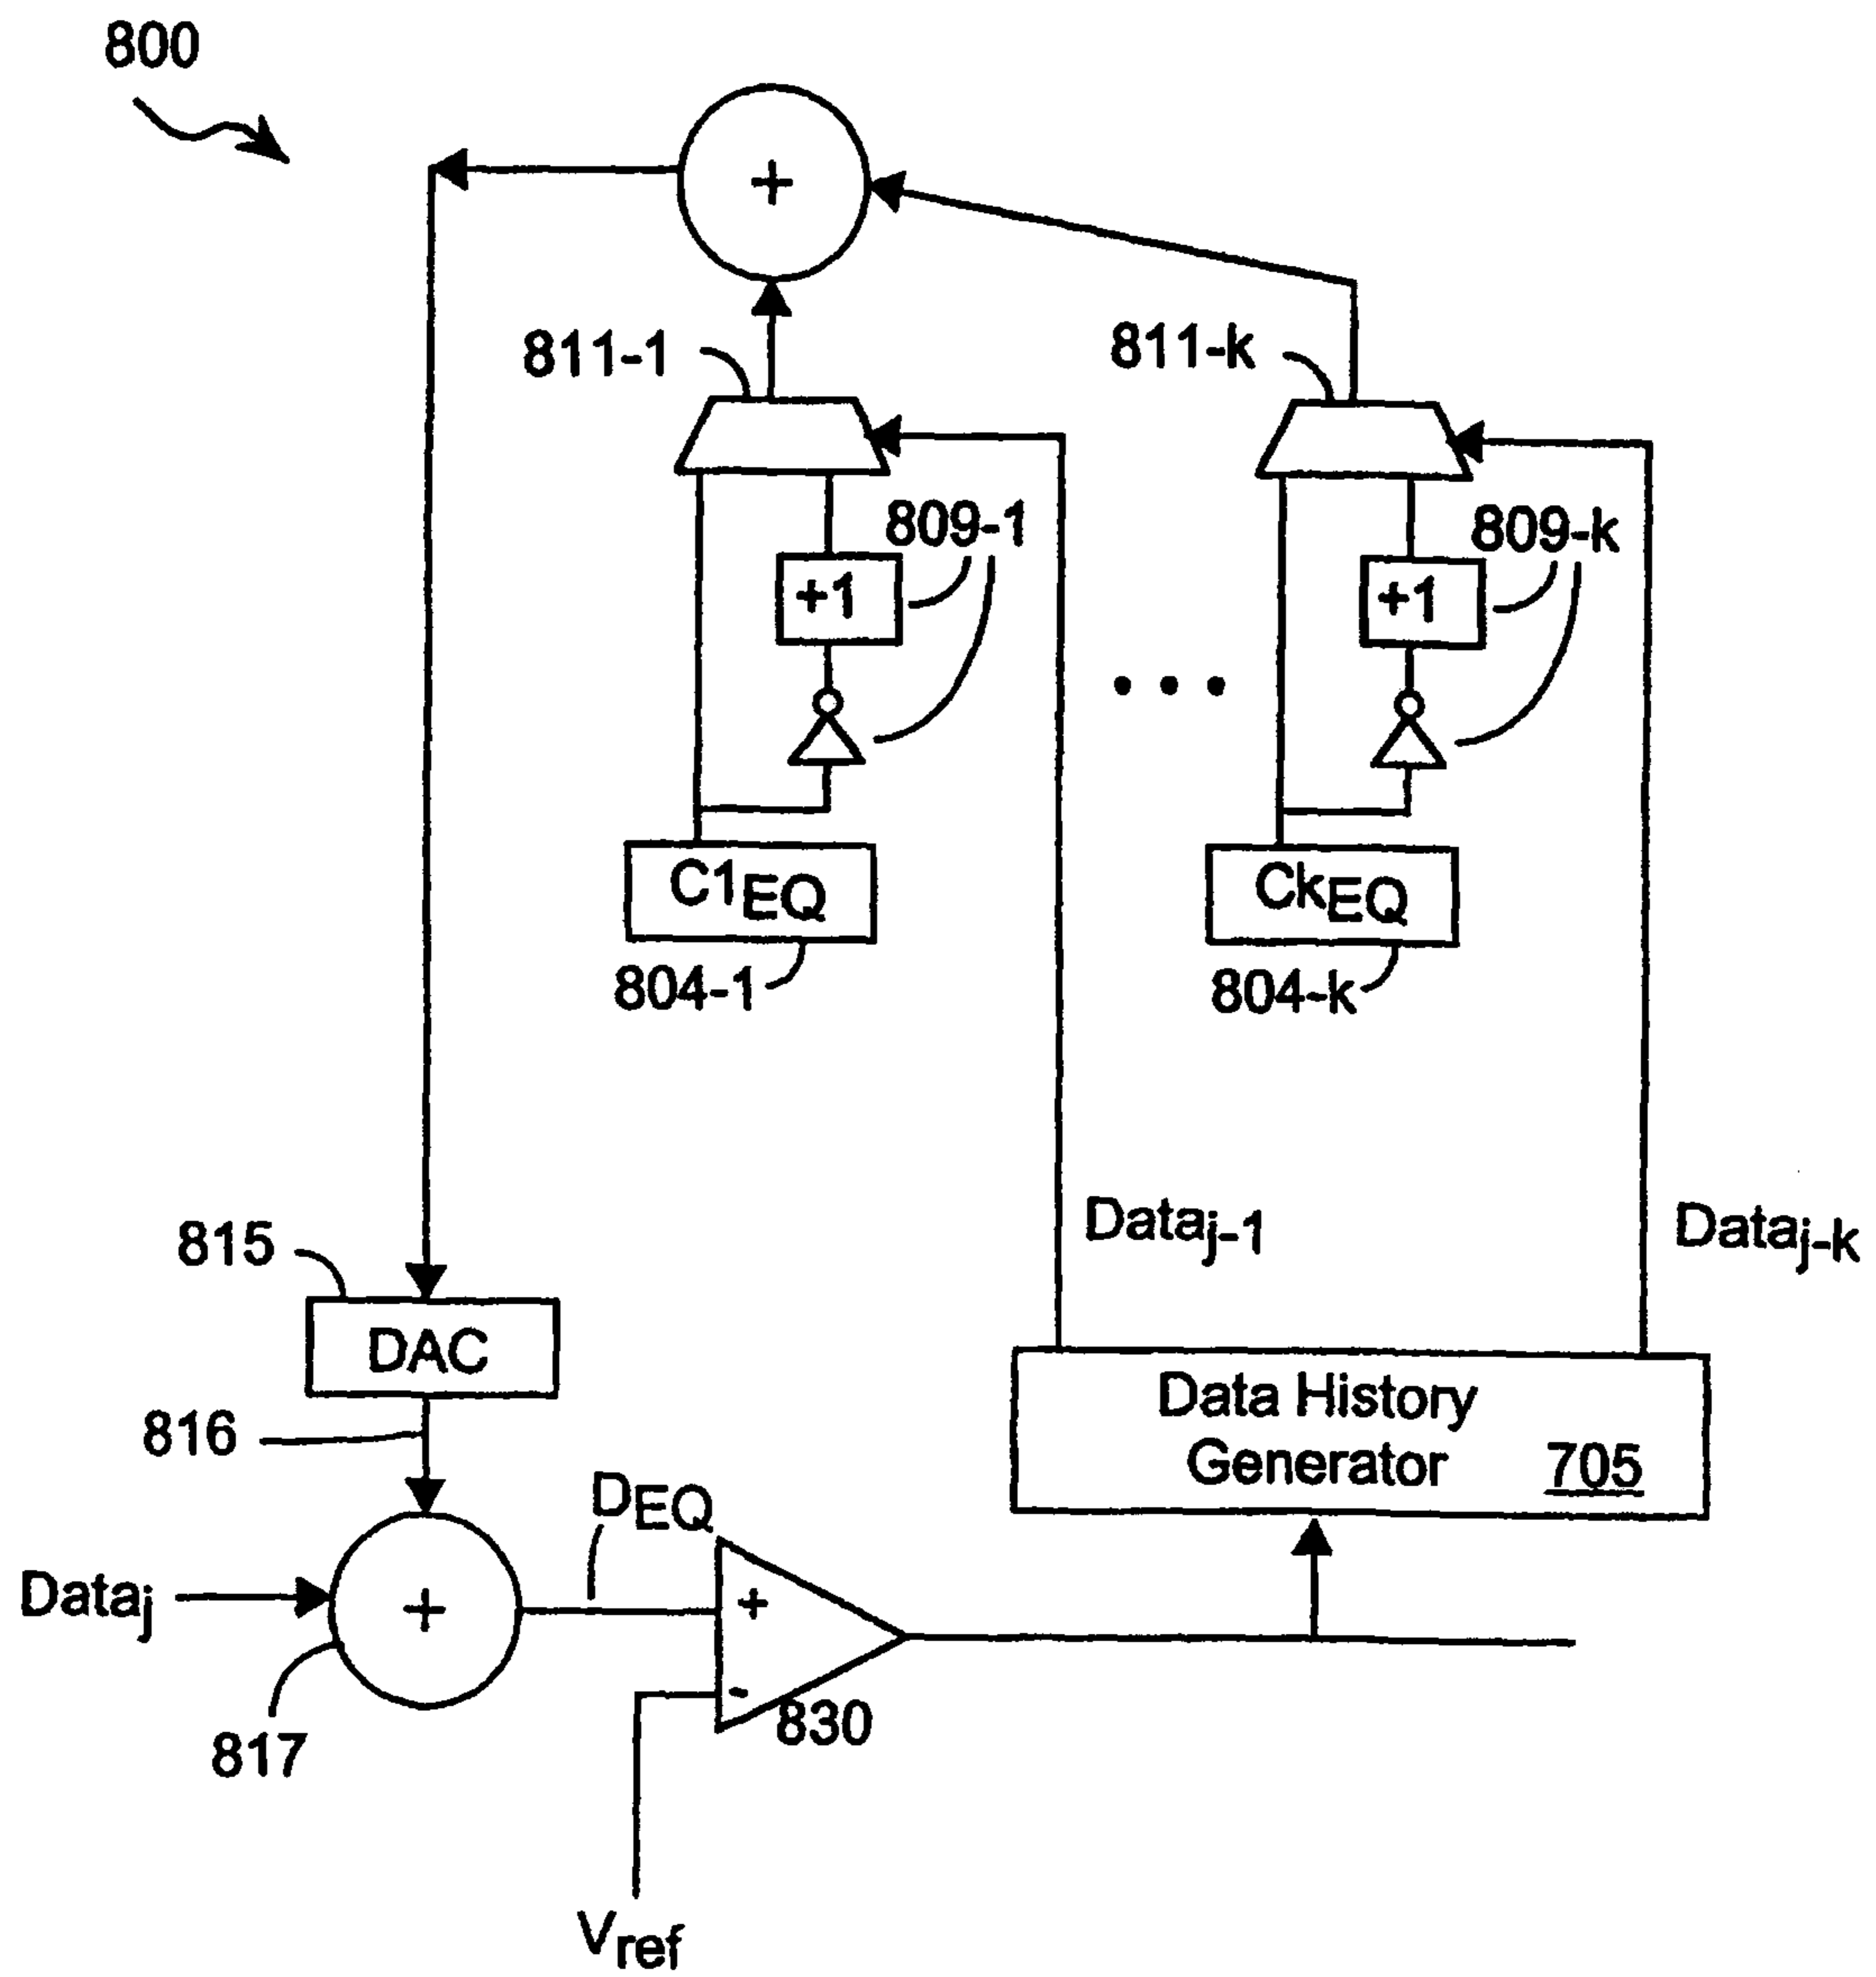 800
+
811-1
811-k
809-1
809-k
+1
+1
C1EQ
CkEQ
804-1
804-k
Dataj-1
Dataj-k
815
DAC
816
Data History
Generator 705
DEQ
Dataj
+
+
-
830
817
Vref